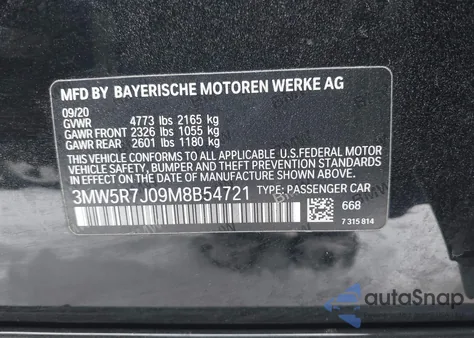 MFD BY BAYERISCHE MOTOREN WERKE AG
09/20
GVWR 4773 lbs 2165 kg
GAWR FRONT 2326 lbs 1055 kg
GAWR REAR 2601 lbs 1180 kg
THIS VEHICLE CONFORMS TO ALL APPLICABLE U.S.FEDERAL MOTOR
VEHICLE SAFETY, BUMPER AND THEFT PREVENTION STANDARDS IN
EFFECT ON THE DATE OF MANUFACTURE SHOWN ABOVE.
3MW5R7J09M8B54721 TYPE: PASSENGER CAR
668
7 315 814
autoSnap